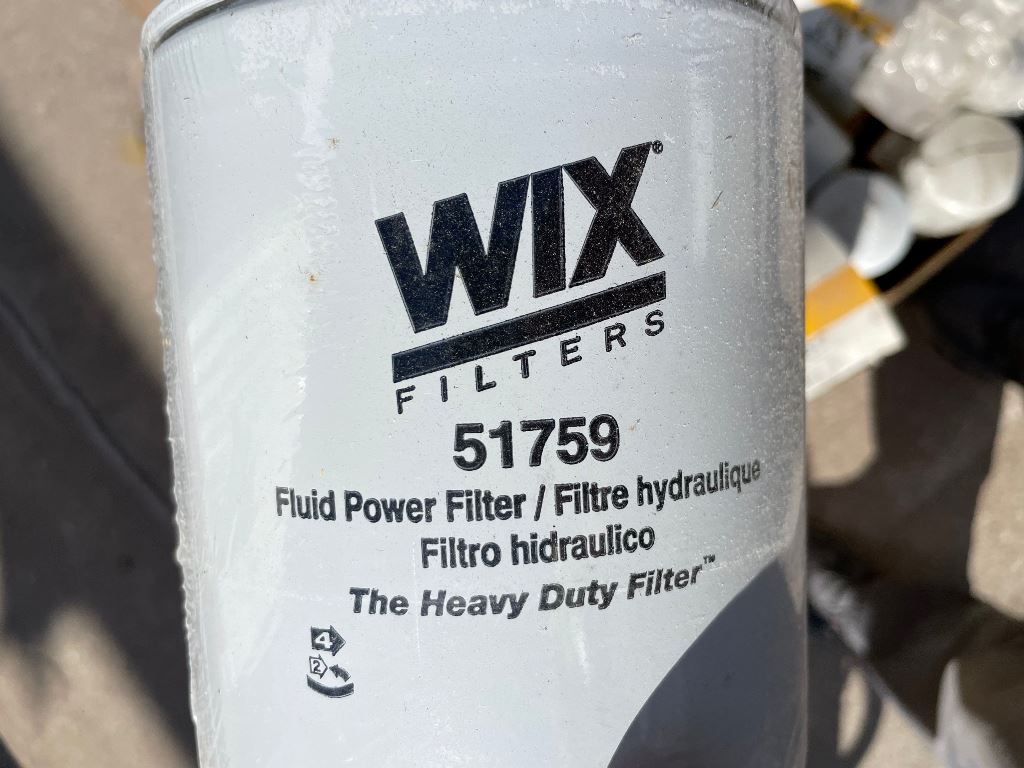 WIX®
FILTERS
51759
Fluid Power Filter / Filtre hydraulique
Filtro hidraulico
The Heavy Duty Filter™
4
2